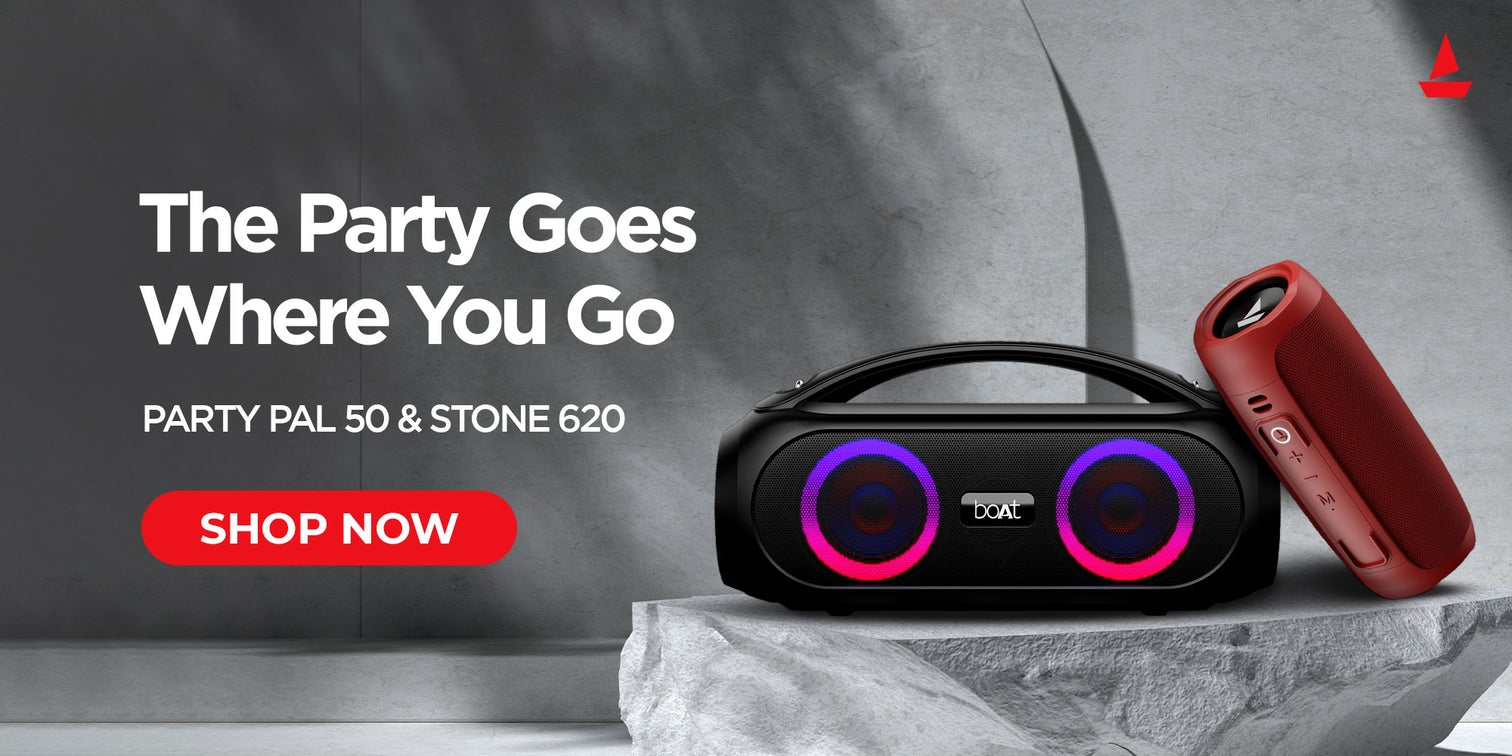 The Party Goes
Where You Go
PARTY PAL 50 & STONE 620
SHOP NOW
boAt